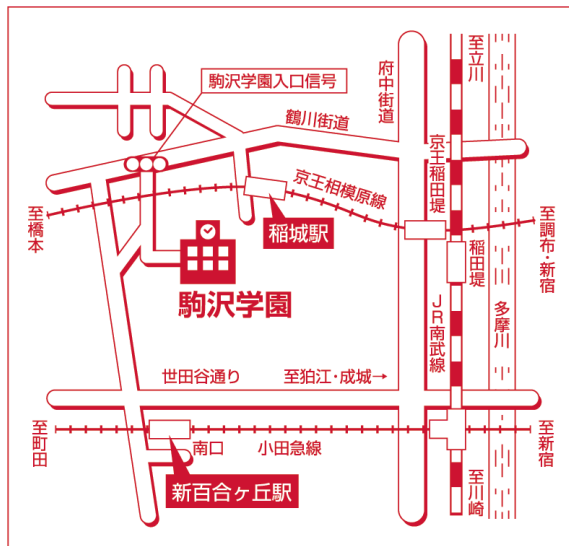 駒沢学園入口信号
府中街道
至立川
鶴川街道
京王稲田堤
京王相模原線
至橋本
稲城駅
至調布・新宿
稲田堤
駒沢学園
JR南武線
多摩川
世田谷通り
至狛江・成城→
至町田
南口
小田急線
至新宿
新百合ヶ丘駅
至川崎